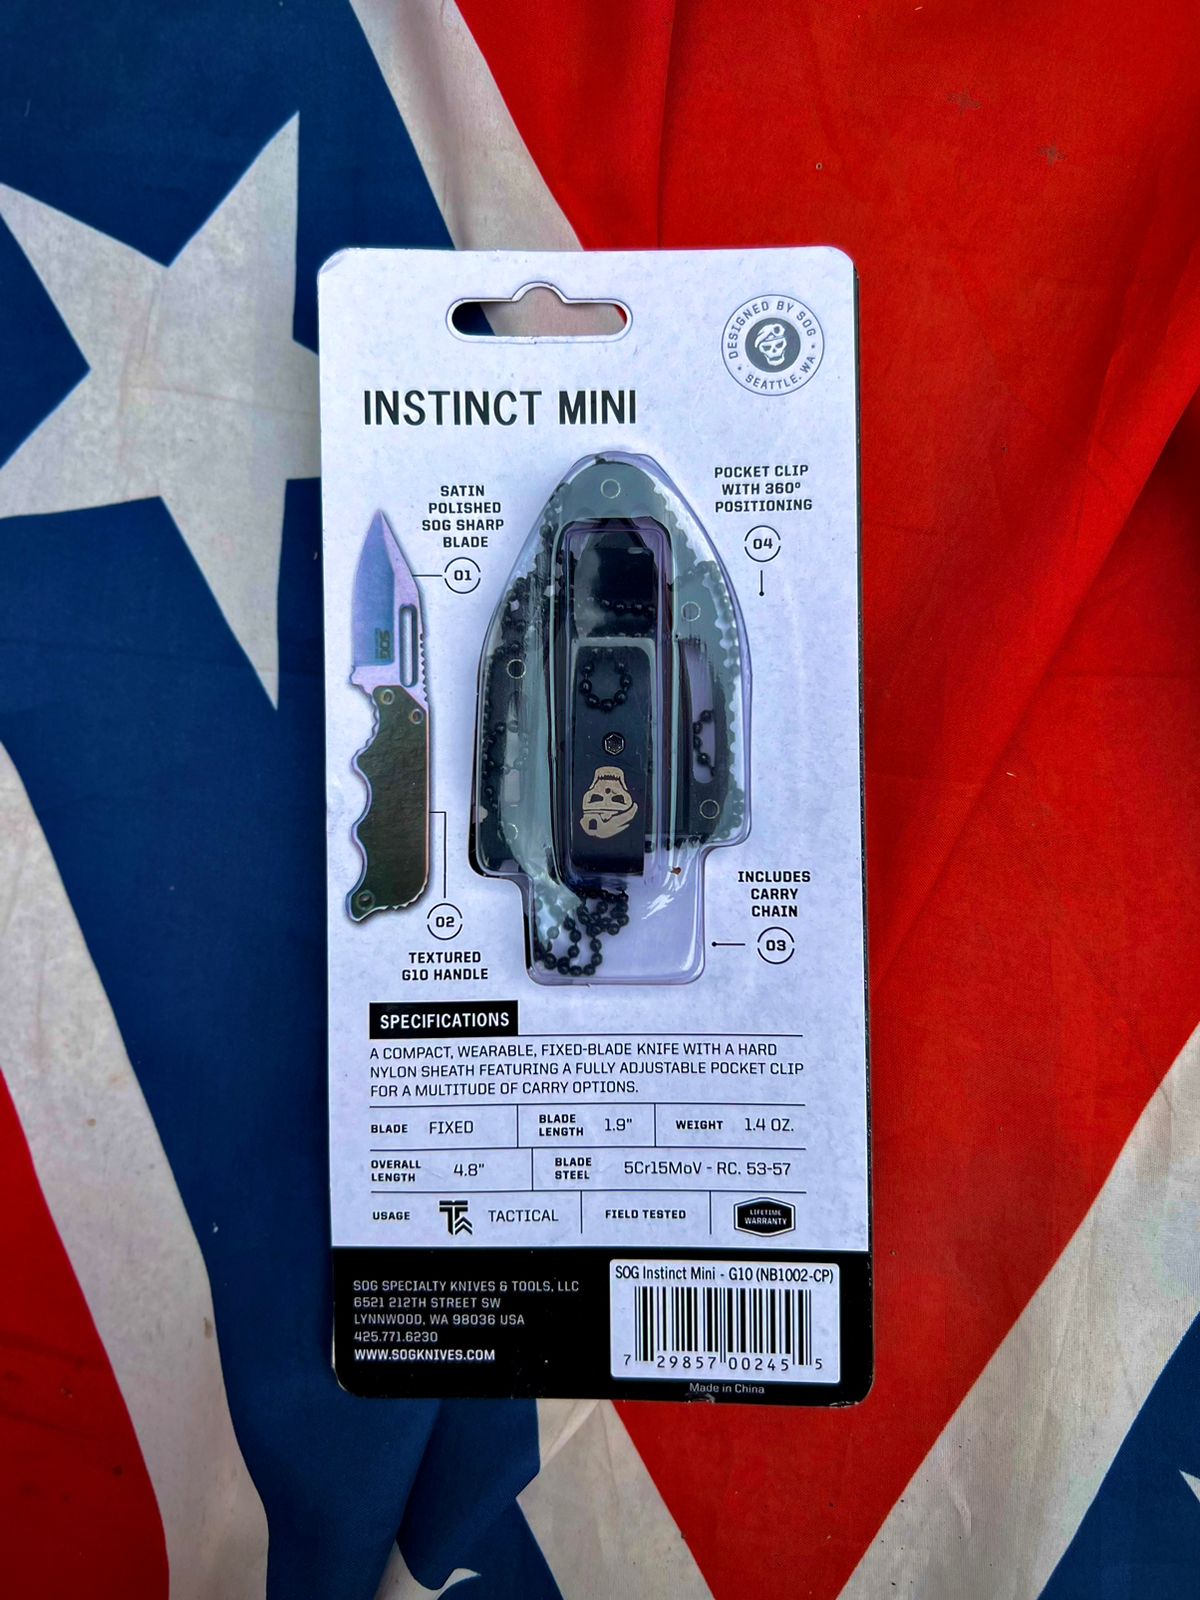 DESIGNED BY SOG
SEATTLE, WA
INSTINCT MINI
SATIN
POLISHED
SOG SHARP
BLADE
01
POCKET CLIP
WITH 360°
POSITIONING
04
SOG
02
TEXTURED
G10 HANDLE
INCLUDES
CARRY
CHAIN
03
SPECIFICATIONS
A COMPACT, WEARABLE, FIXED-BLADE KNIFE WITH A HARD
NYLON SHEATH FEATURING A FULLY ADJUSTABLE POCKET CLIP
FOR A MULTITUDE OF CARRY OPTIONS.
BLADE FIXED
BLADE
LENGTH 1.9"
WEIGHT 1.4 OZ.
OVERALL
LENGTH 4.8"
BLADE
STEEL 5Cr15MoV - RC. 53-57
USAGE TACTICAL
FIELD TESTED
LIFETIME
WARRANTY
SOG SPECIALTY KNIVES & TOOLS, LLC
6521 212TH STREET SW
LYNNWOOD, WA 98036 USA
425.771.6230
WWW.SOGKNIVES.COM
SOG Instinct Mini - G10 (NB1002-CP)
7 29857 00245 5
Made in China